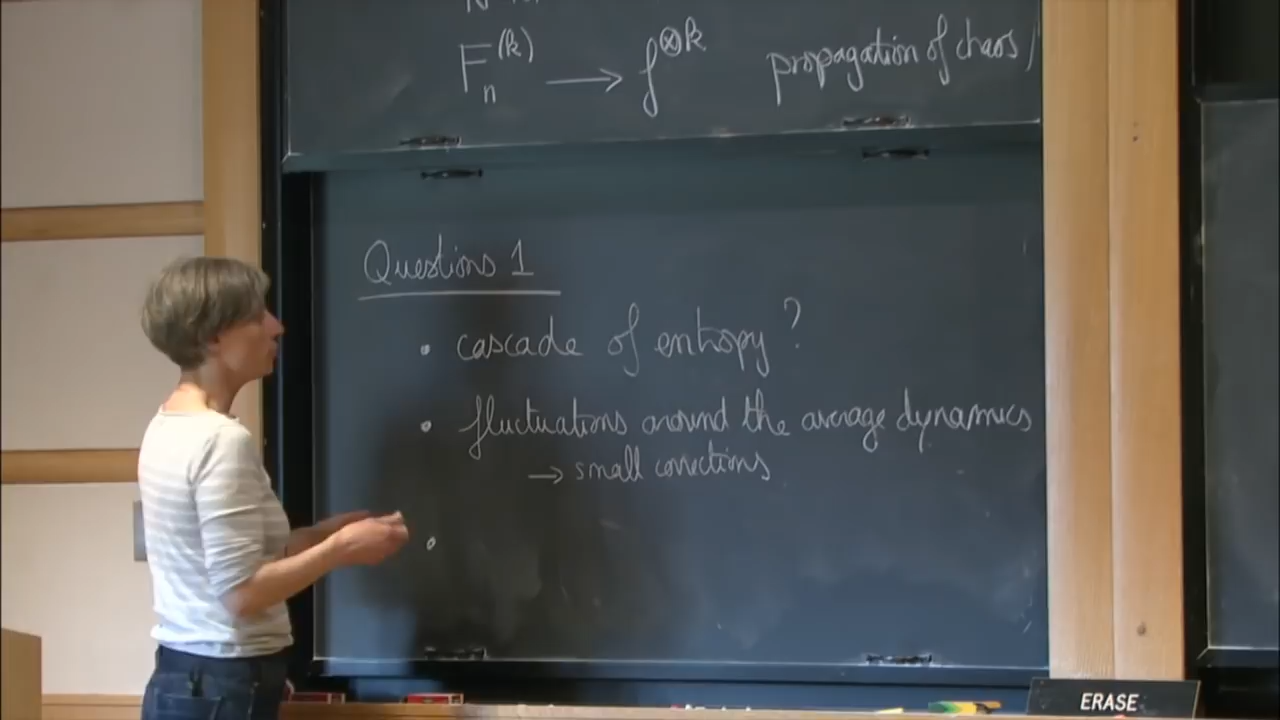 F_n^(k) → f^⊗k propagation of chaos
Questions 1
• cascade of entropy ?
• fluctuations around the average dynamics
→ small corrections
•
ERASE